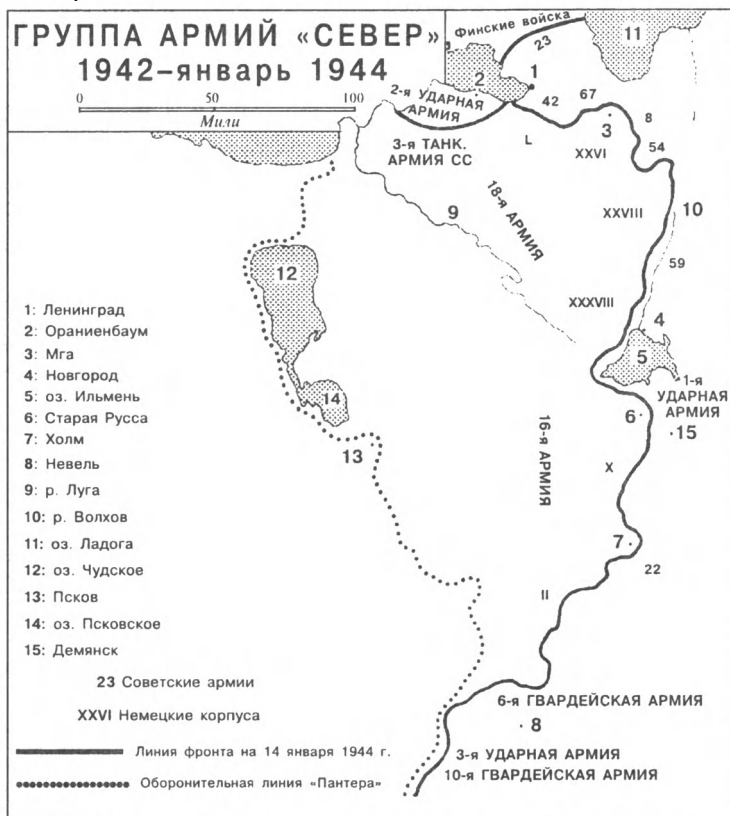 ГРУППА АРМИЙ «СЕВЕР»
1942–январь 1944
0 50 100
Мили
Финские войска
23
11
1
2
2-я УДАРНАЯ
АРМИЯ
42
67
3
8
54
3-я ТАНК.
АРМИЯ СС
L
XXVI
18-я АРМИЯ
XXVIII
10
9
59
12
XXXVIII
4
5
1-я
УДАРНАЯ
АРМИЯ
14
6
15
13
16-я АРМИЯ
X
7
22
II
6-я ГВАРДЕЙСКАЯ АРМИЯ
8
3-я УДАРНАЯ АРМИЯ
10-я ГВАРДЕЙСКАЯ АРМИЯ
1: Ленинград
2: Ораниенбаум
3: Мга
4: Новгород
5: оз. Ильмень
6: Старая Русса
7: Холм
8: Невель
9: р. Луга
10: р. Волхов
11: оз. Ладога
12: оз. Чудское
13: Псков
14: оз. Псковское
15: Демянск
23 Советские армии
XXVI Немецкие корпуса
Линия фронта на 14 января 1944 г.
Оборонительная линия «Пантера»